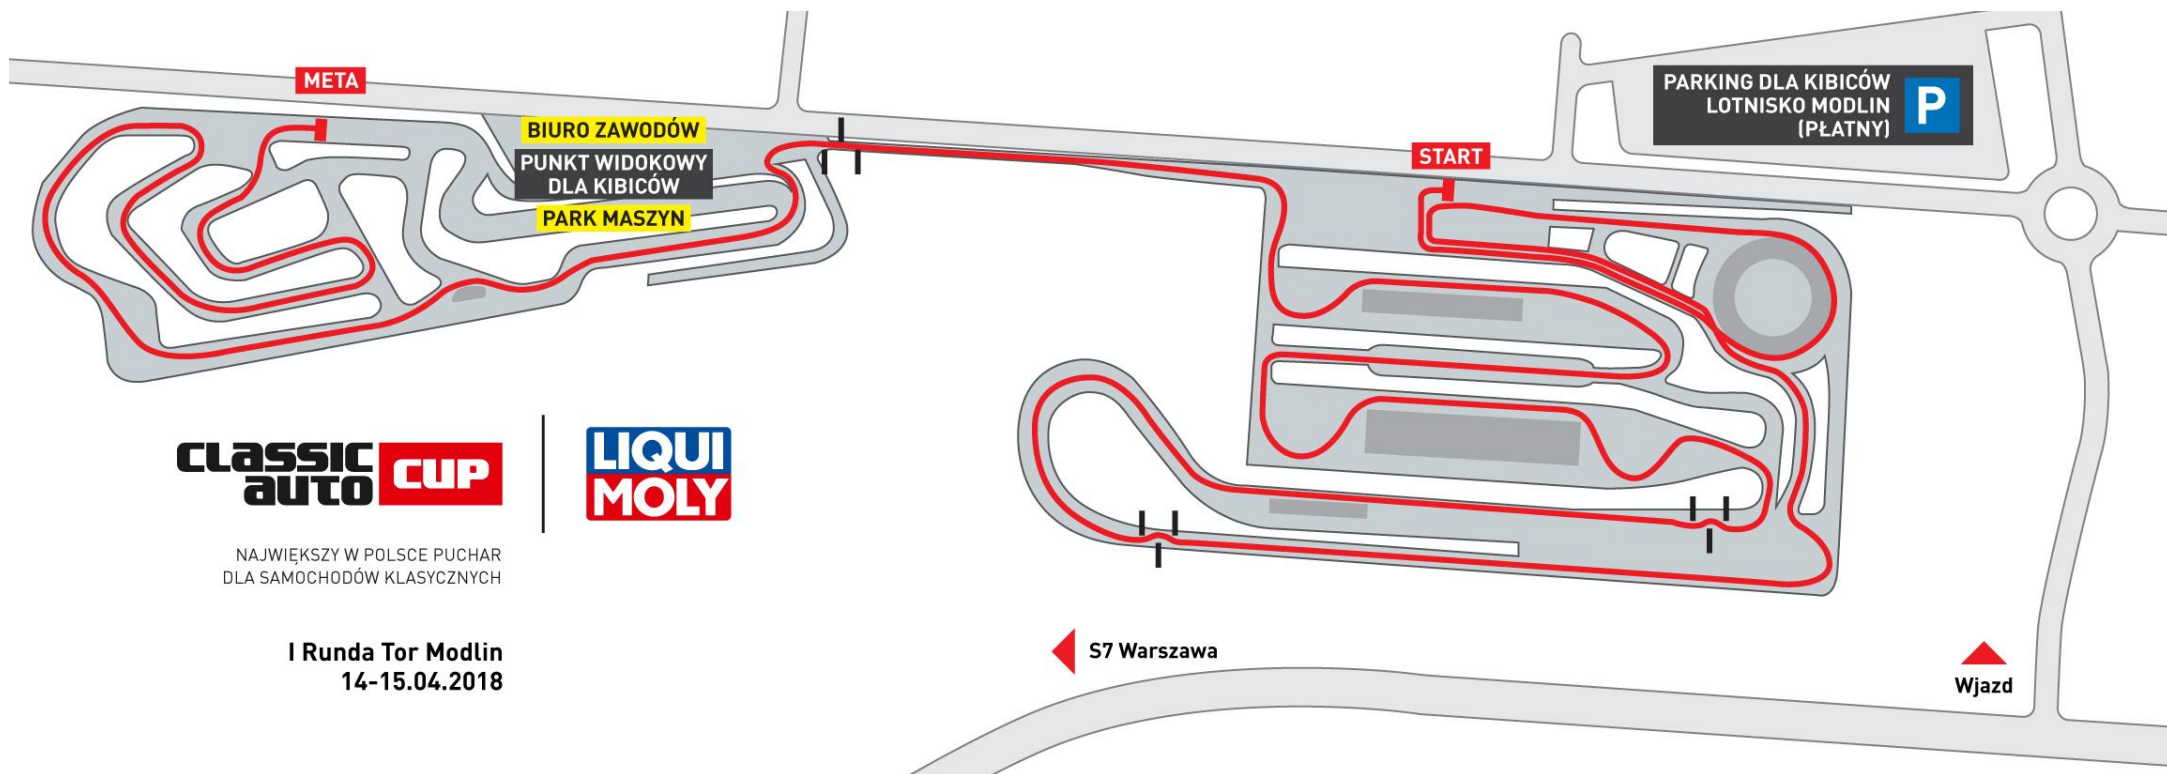 META
BIURO ZAWODÓW
PUNKT WIDOKOWY
DLA KIBICÓW
PARK MASZYN
START
PARKING DLA KIBICÓW
LOTNISKO MODLIN
(PŁATNY)
P
CLASSIC
AUTO
CUP
LIQUI
MOLY
NAJWIĘKSZY W POLSCE PUCHAR
DLA SAMOCHODÓW KLASYCZNYCH
I Runda Tor Modlin
14-15.04.2018
S7 Warszawa
Wjazd